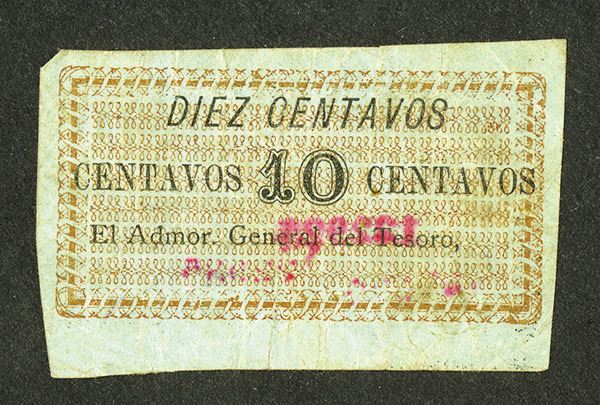 DIEZ CENTAVOS
CENTAVOS 10 CENTAVOS
El Admor. General del Tesoro,